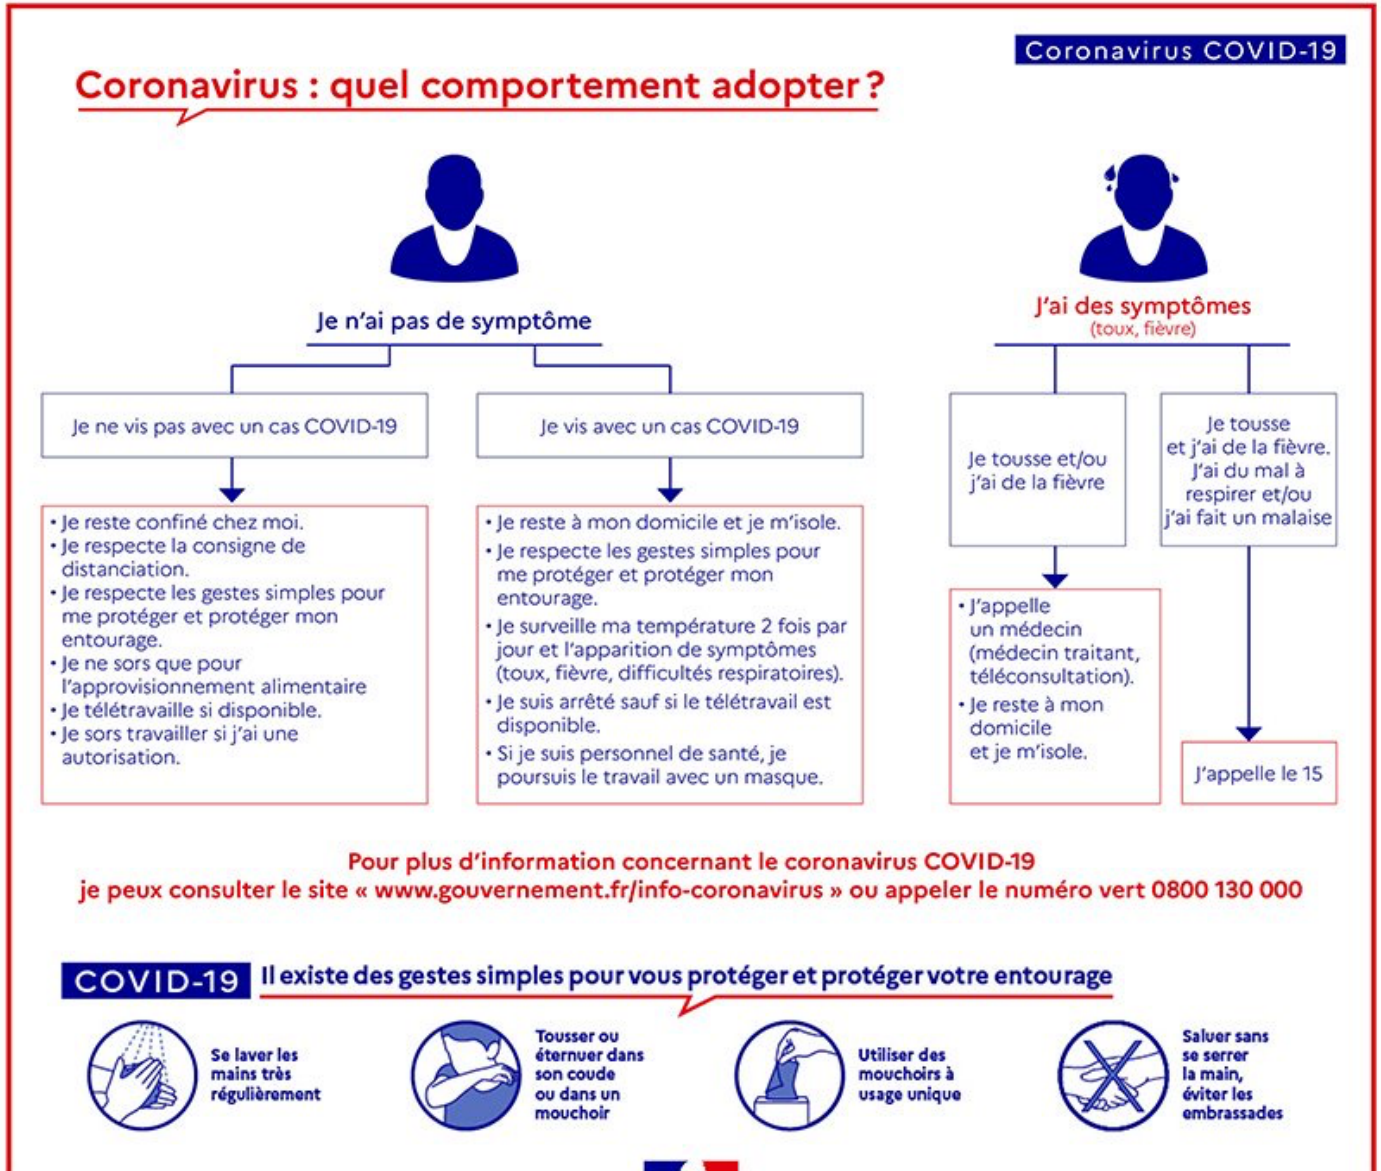 Coronavirus COVID-19
Coronavirus : quel comportement adopter ?
Je n'ai pas de symptôme
J'ai des symptômes
(toux, fièvre)
Je ne vis pas avec un cas COVID-19
Je vis avec un cas COVID-19
Je tousse et/ou
j'ai de la fièvre
Je tousse
et j'ai de la fièvre.
J'ai du mal à
respirer et/ou
j'ai fait un malaise
• Je reste confiné chez moi.
• Je respecte la consigne de
distanciation.
• Je respecte les gestes simples pour
me protéger et protéger mon
entourage.
• Je ne sors que pour
l'approvisionnement alimentaire
• Je télétravaille si disponible.
• Je sors travailler si j'ai une
autorisation.
• Je reste à mon domicile et je m'isole.
• Je respecte les gestes simples pour
me protéger et protéger mon
entourage.
• Je surveille ma température 2 fois par
jour et l'apparition de symptômes
(toux, fièvre, difficultés respiratoires).
• Je suis arrêté sauf si le télétravail est
disponible.
• Si je suis personnel de santé, je
poursuis le travail avec un masque.
• J'appelle
un médecin
(médecin traitant,
téléconsultation).
• Je reste à mon
domicile
et je m'isole.
J'appelle le 15
Pour plus d'information concernant le coronavirus COVID-19
je peux consulter le site « www.gouvernement.fr/info-coronavirus » ou appeler le numéro vert 0800 130 000
COVID-19 Il existe des gestes simples pour vous protéger et protéger votre entourage
Se laver les
mains très
régulièrement
Tousser ou
éternuer dans
son coude
ou dans un
mouchoir
Utiliser des
mouchoirs à
usage unique
Saluer sans
se serrer
la main,
éviter les
embrassades